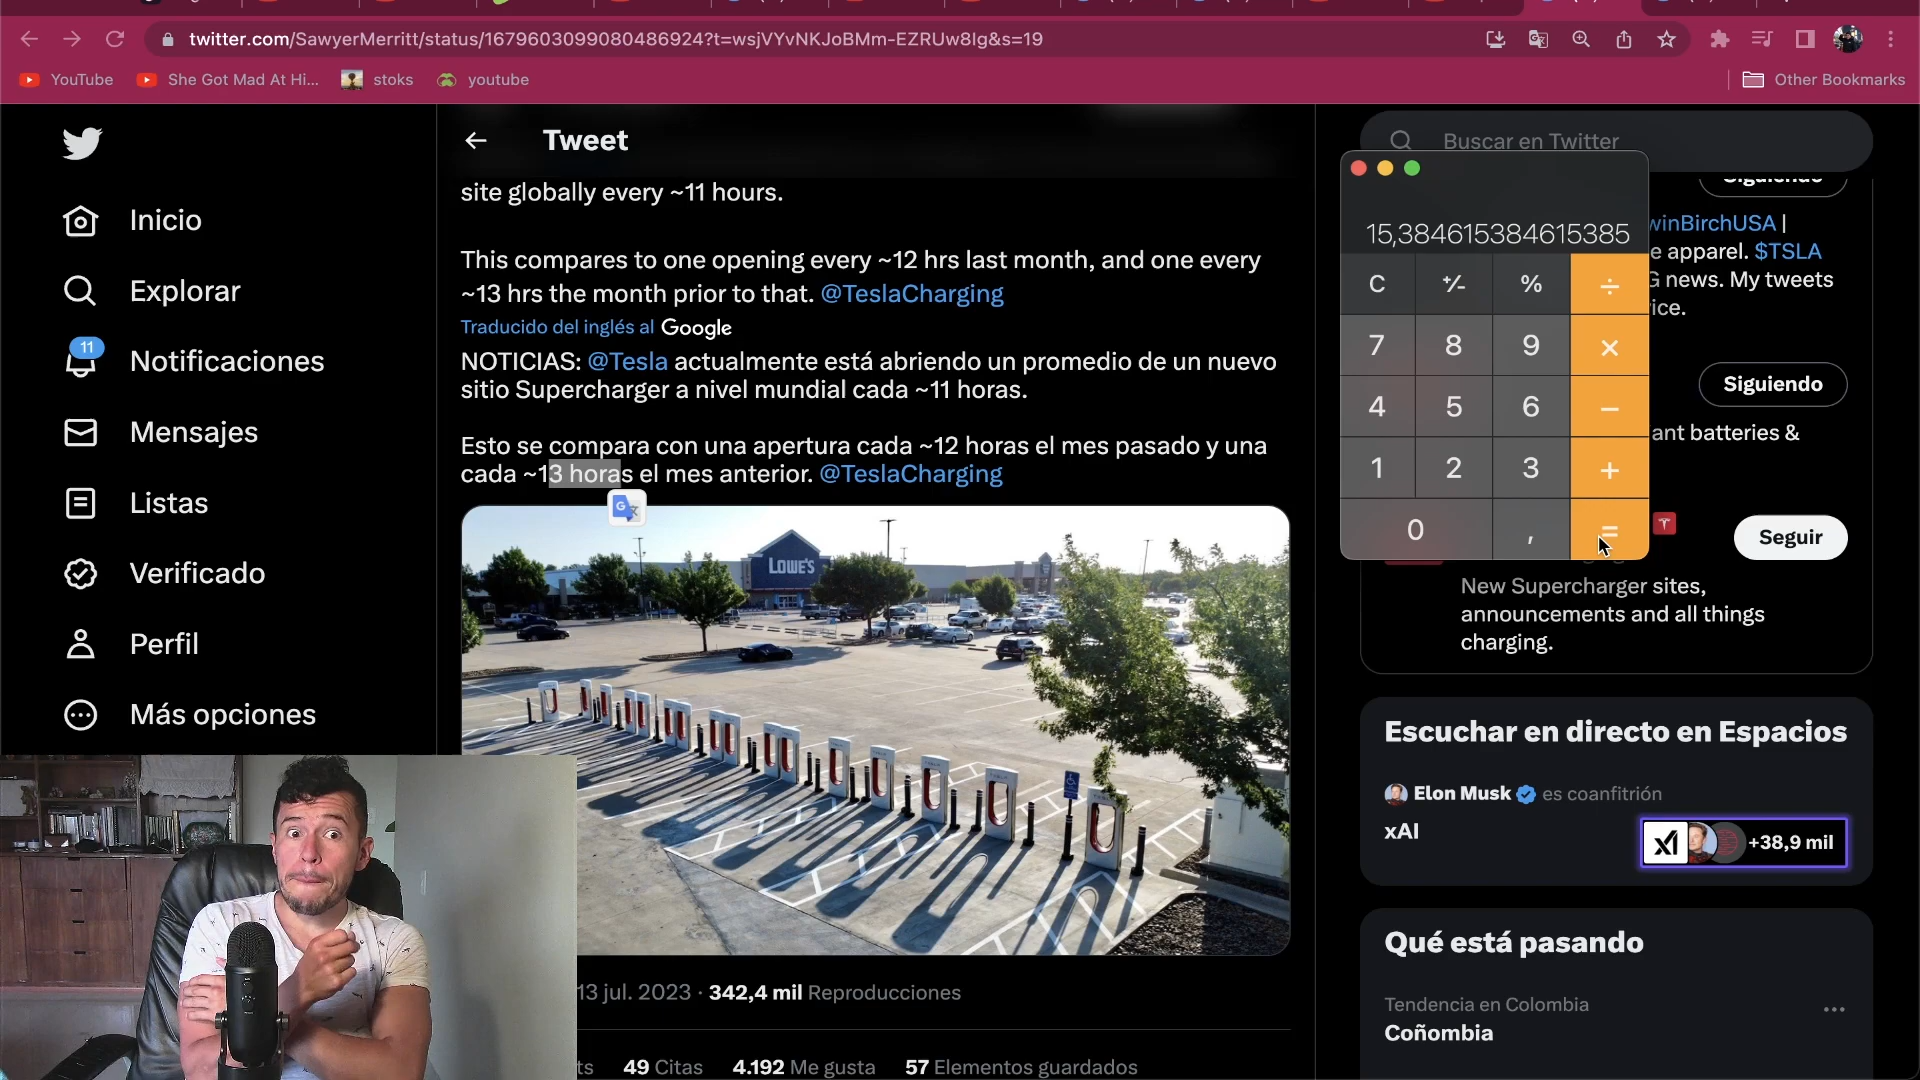 twitter.com/SawyerMerritt/status/1679603099080486924?t=wsjVYvNKJoBMm-EZRUw8lg&s=19
YouTube
She Got Mad At Hi...
stoks
youtube
Other Bookmarks
Inicio
Explorar
11
Notificaciones
Mensajes
Listas
Verificado
Perfil
Más opciones
Tweet
site globally every ~11 hours.
This compares to one opening every ~12 hrs last month, and one every
~13 hrs the month prior to that. @TeslaCharging
Traducido del inglés al Google
NOTICIAS: @Tesla actualmente está abriendo un promedio de un nuevo
sitio Supercharger a nivel mundial cada ~11 horas.
Esto se compara con una apertura cada ~12 horas el mes pasado y una
cada ~13 horas el mes anterior. @TeslaCharging
LOWE'S
13 jul. 2023 · 342,4 mil Reproducciones
ts 49 Citas 4.192 Me gusta 57 Elementos guardados
Buscar en Twitter
15,384615384615385
C +/- % ÷
7 8 9 ×
4 5 6 −
1 2 3 +
0 , =
Siguiendo
winBirchUSA |
e apparel. $TSLA
G news. My tweets
ice.
Siguiendo
ant batteries &
Seguir
New Supercharger sites,
announcements and all things
charging.
Escuchar en directo en Espacios
Elon Musk es coanfitrión
xAI
+38,9 mil
Qué está pasando
Tendencia en Colombia
Coñombia